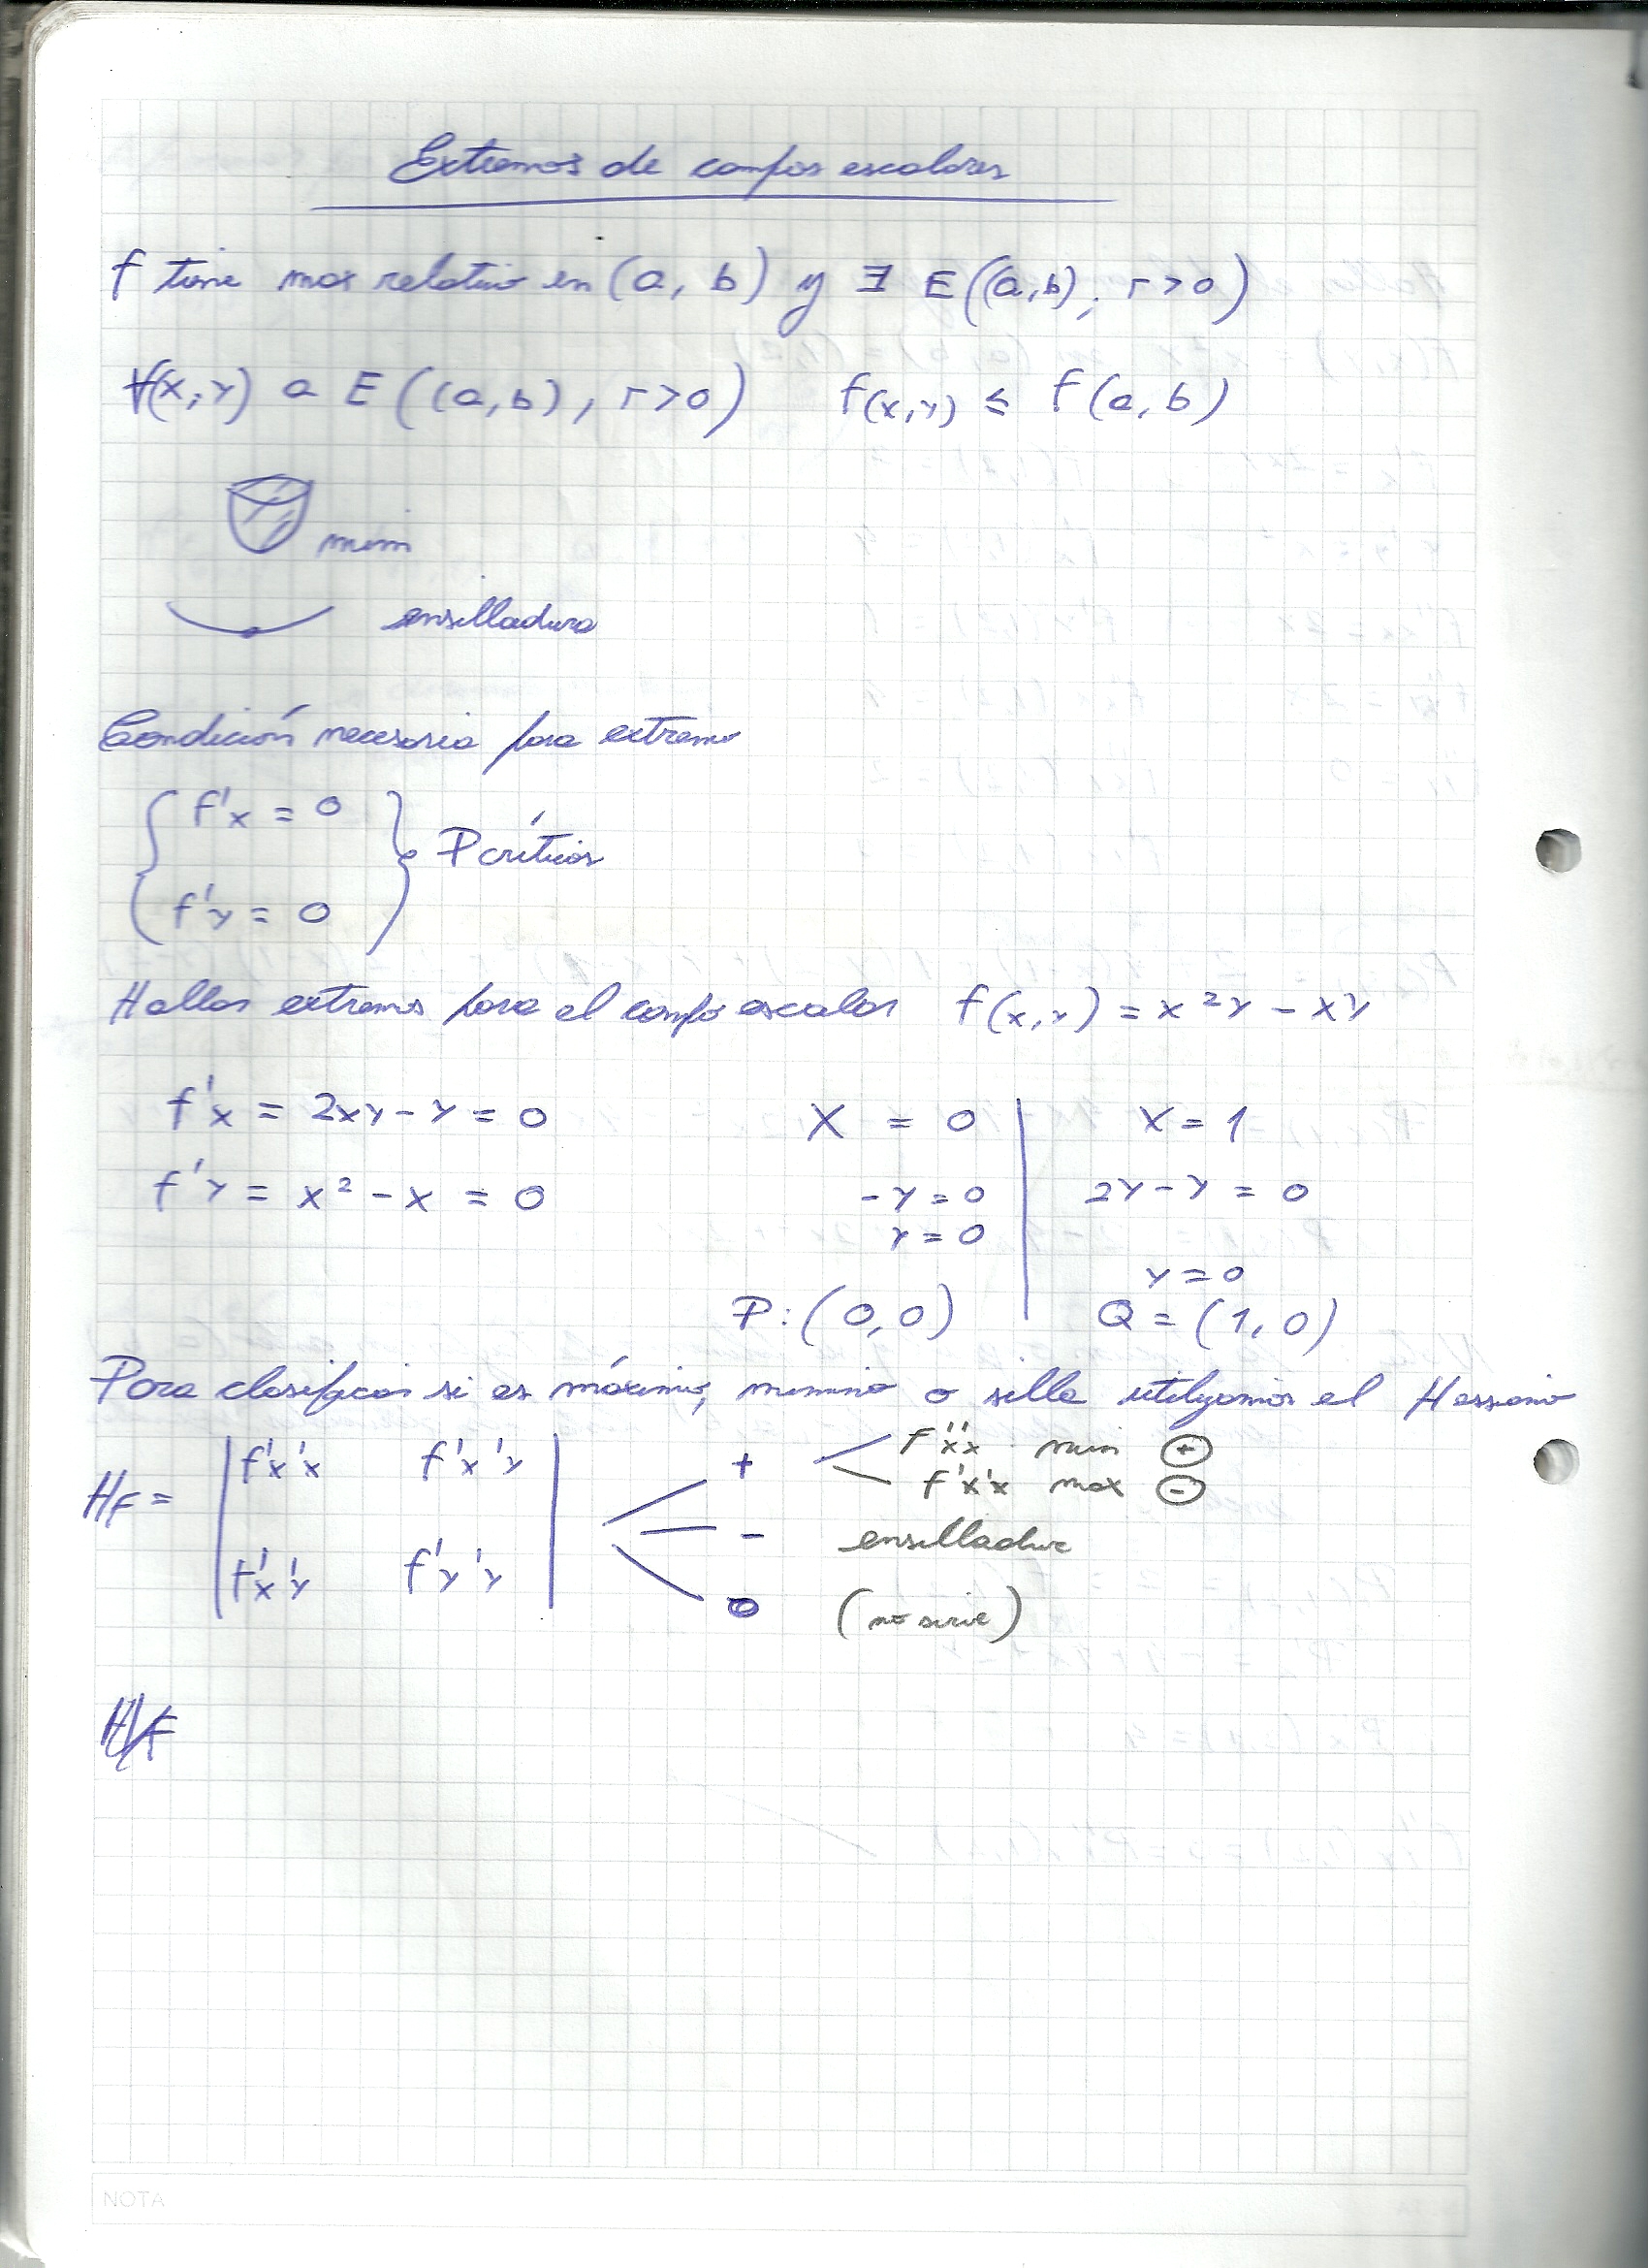 Extremos de campos escalares
f tiene max relativo en (a, b) y ∃ E((a,b), r>0)
∀(x,y) a E((a,b), r>0) f(x,y) ≤ f(a,b)
mim
ensilladura
Condición necesaria para extremo
f'x = 0
P críticos
f'y = 0
Hallar extremos para el campo escalar f(x,y) = x²y - xy
f'x = 2xy - y = 0 X = 0 X = 1
f'y = x² - x = 0 -y = 0 2y - y = 0
y = 0
y = 0
P: (0,0) Q = (1,0)
Para clasificar si es máximo, mínimo o silla utilizamos el Hessiano
f'x'x f'x'y + f''xx min +
HF = f'x'x max -
- ensilladura
f'x'y f'y'y
0 (no sirve)
HF
NOTA